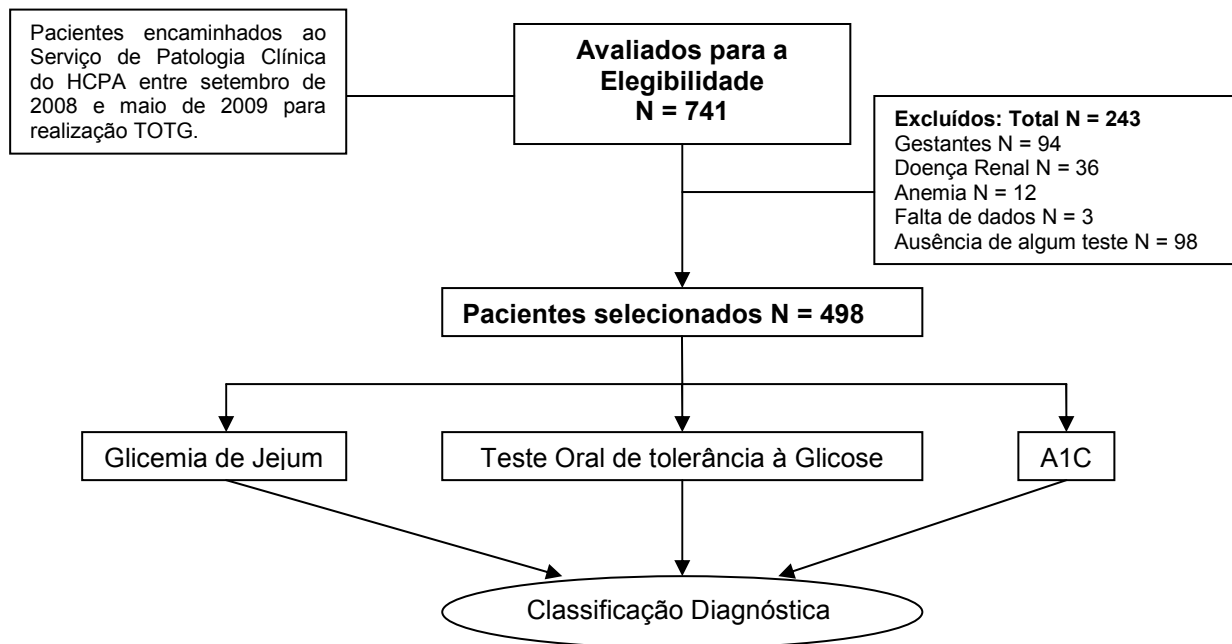 Pacientes encaminhados ao
Serviço de Patologia Clínica
do HCPA entre setembro de
2008 e maio de 2009 para
realização TOTG.
Avaliados para a
Elegibilidade
N = 741
Excluídos: Total N = 243
Gestantes N = 94
Doença Renal N = 36
Anemia N = 12
Falta de dados N = 3
Ausência de algum teste N = 98
Pacientes selecionados N = 498
Glicemia de Jejum
Teste Oral de tolerância à Glicose
A1C
Classificação Diagnóstica